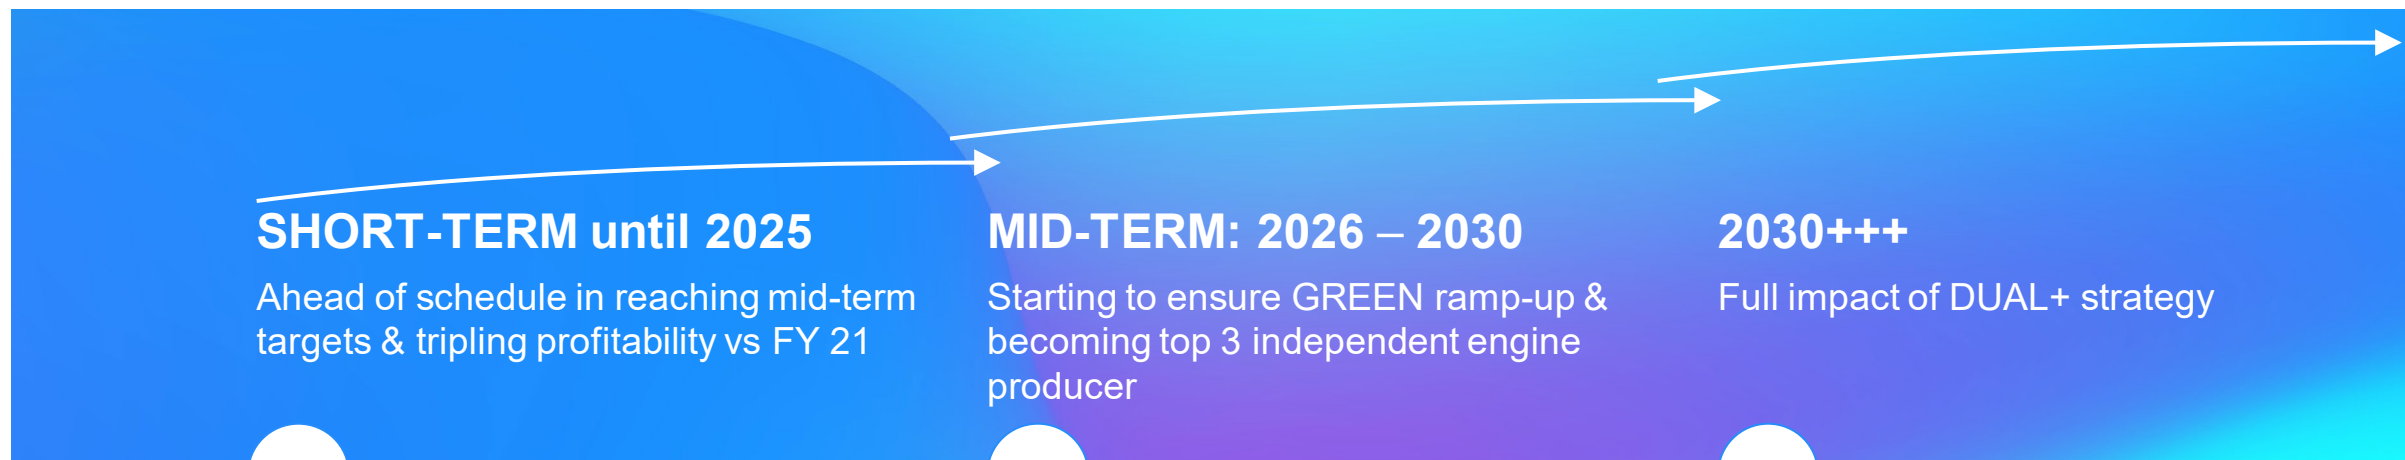 SHORT-TERM until 2025
Ahead of schedule in reaching mid-term
targets & tripling profitability vs FY 21
MID-TERM: 2026 – 2030
Starting to ensure GREEN ramp-up &
becoming top 3 independent engine
producer
2030+++
Full impact of DUAL+ strategy